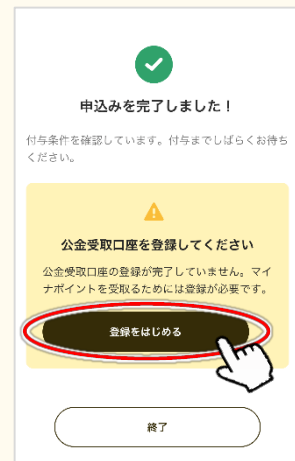 申込みを完了しました！
付与条件を確認しています。付与までしばらくお待ち
ください。
公金受取口座を登録してください
公金受取口座の登録が完了していません。マイ
ナポイントを受取るためには登録が必要です。
登録をはじめる
終了